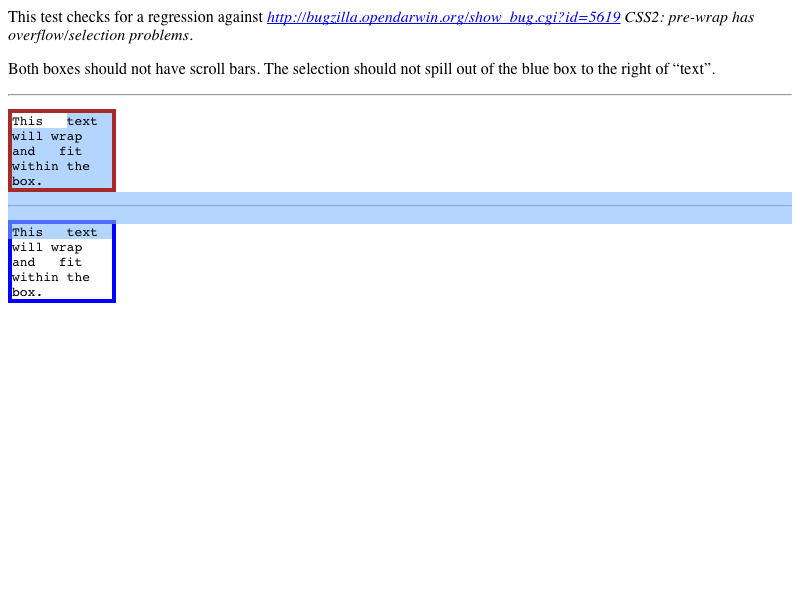 This test checks for a regression against http://bugzilla.opendarwin.org/show_bug.cgi?id=5619 CSS2: pre-wrap has
overflow/selection problems.
Both boxes should not have scroll bars. The selection should not spill out of the blue box to the right of “text”.
This   text
will wrap
and   fit
within the
box.
This   text
will wrap
and   fit
within the
box.